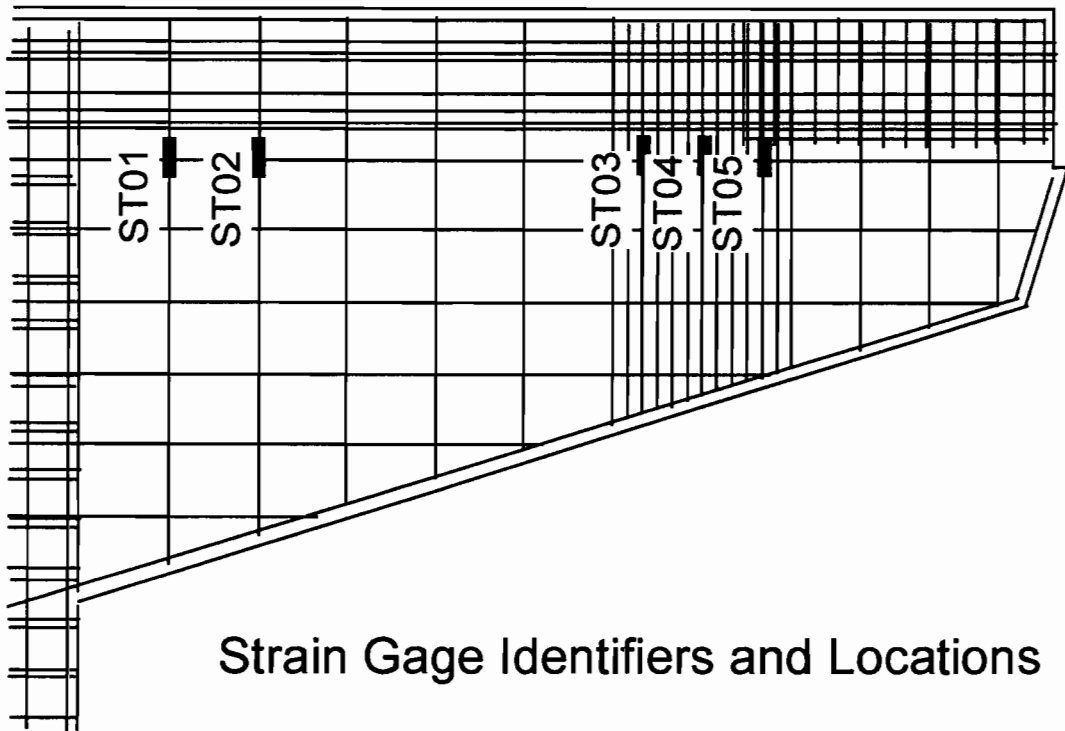 ST01
ST02
ST03
ST04
ST05
Strain Gage Identifiers and Locations